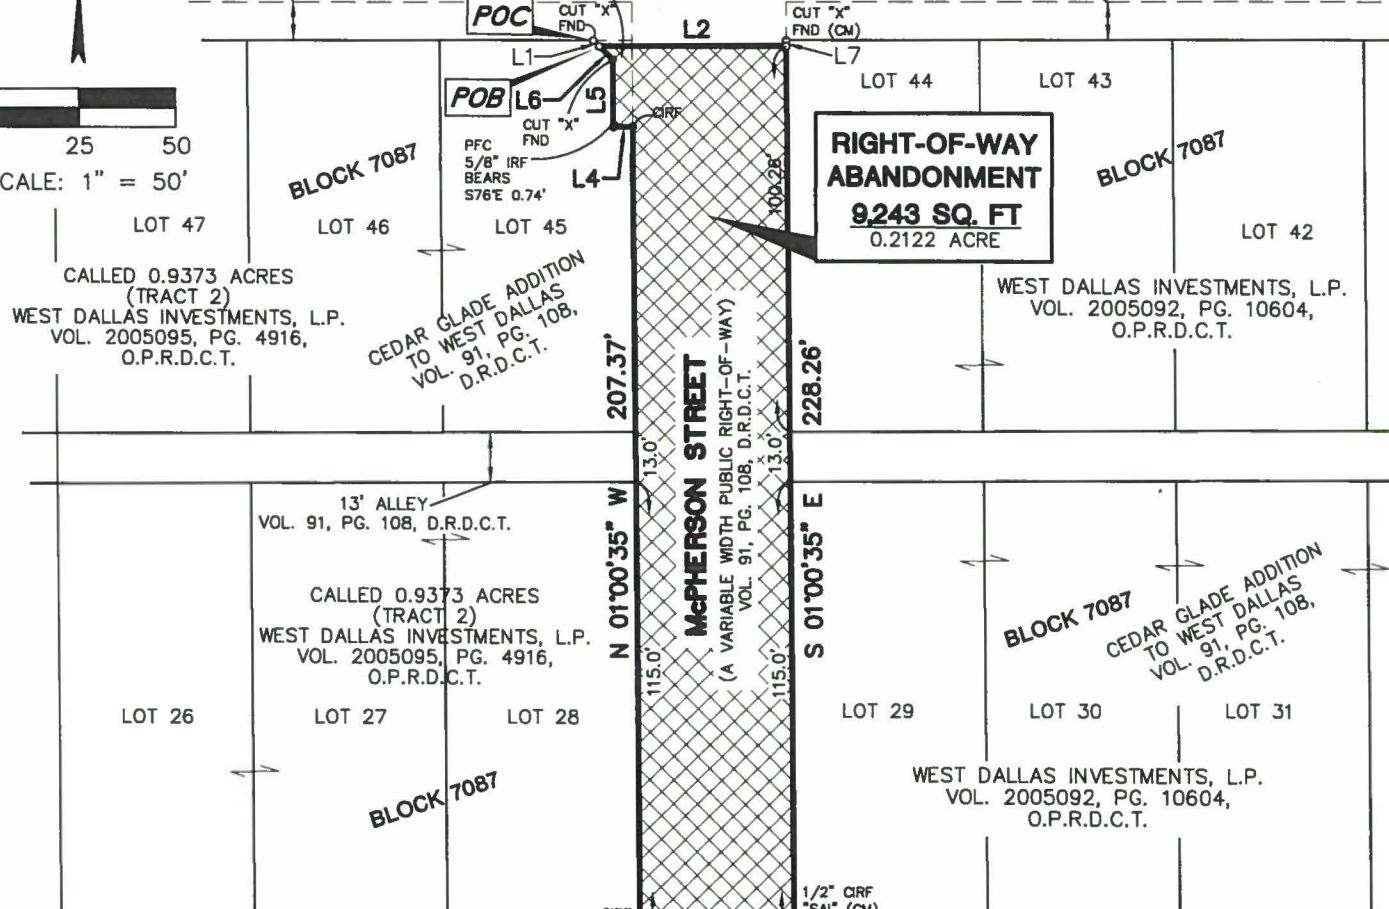 POC
CUT "X"
FND
L2
CUT "X"
FND (CM)
L1
L7
POB
L6
L5
CUT "X"
FND
CIRF
PFC
5/8" IRF
BEARS
S76°E 0.74'
L4
25 50
CALE: 1" = 50'
BLOCK 7087
LOT 47
LOT 46
LOT 45
LOT 44
LOT 43
BLOCK 7087
LOT 42
RIGHT-OF-WAY
ABANDONMENT
9,243 SQ. FT
0.2122 ACRE
100.28'
CALLED 0.9373 ACRES
(TRACT 2)
WEST DALLAS INVESTMENTS, L.P.
VOL. 2005095, PG. 4916,
O.P.R.D.C.T.
CEDAR GLADE ADDITION
TO WEST DALLAS
VOL. 91, PG. 108,
D.R.D.C.T.
WEST DALLAS INVESTMENTS, L.P.
VOL. 2005092, PG. 10604,
O.P.R.D.C.T.
N 01°00'35" W 207.37'
13.0'
115.0'
McPHERSON STREET
(A VARIABLE WIDTH PUBLIC RIGHT-OF-WAY)
VOL. 91, PG. 108, D.R.D.C.T.
13.0'
115.0'
S 01°00'35" E 228.26'
13' ALLEY
VOL. 91, PG. 108, D.R.D.C.T.
CALLED 0.9373 ACRES
(TRACT 2)
WEST DALLAS INVESTMENTS, L.P.
VOL. 2005095, PG. 4916,
O.P.R.D.C.T.
BLOCK 7087
CEDAR GLADE ADDITION
TO WEST DALLAS
VOL. 91, PG. 108,
D.R.D.C.T.
LOT 26
LOT 27
LOT 28
LOT 29
LOT 30
LOT 31
BLOCK 7087
WEST DALLAS INVESTMENTS, L.P.
VOL. 2005092, PG. 10604,
O.P.R.D.C.T.
1/2" CIRF